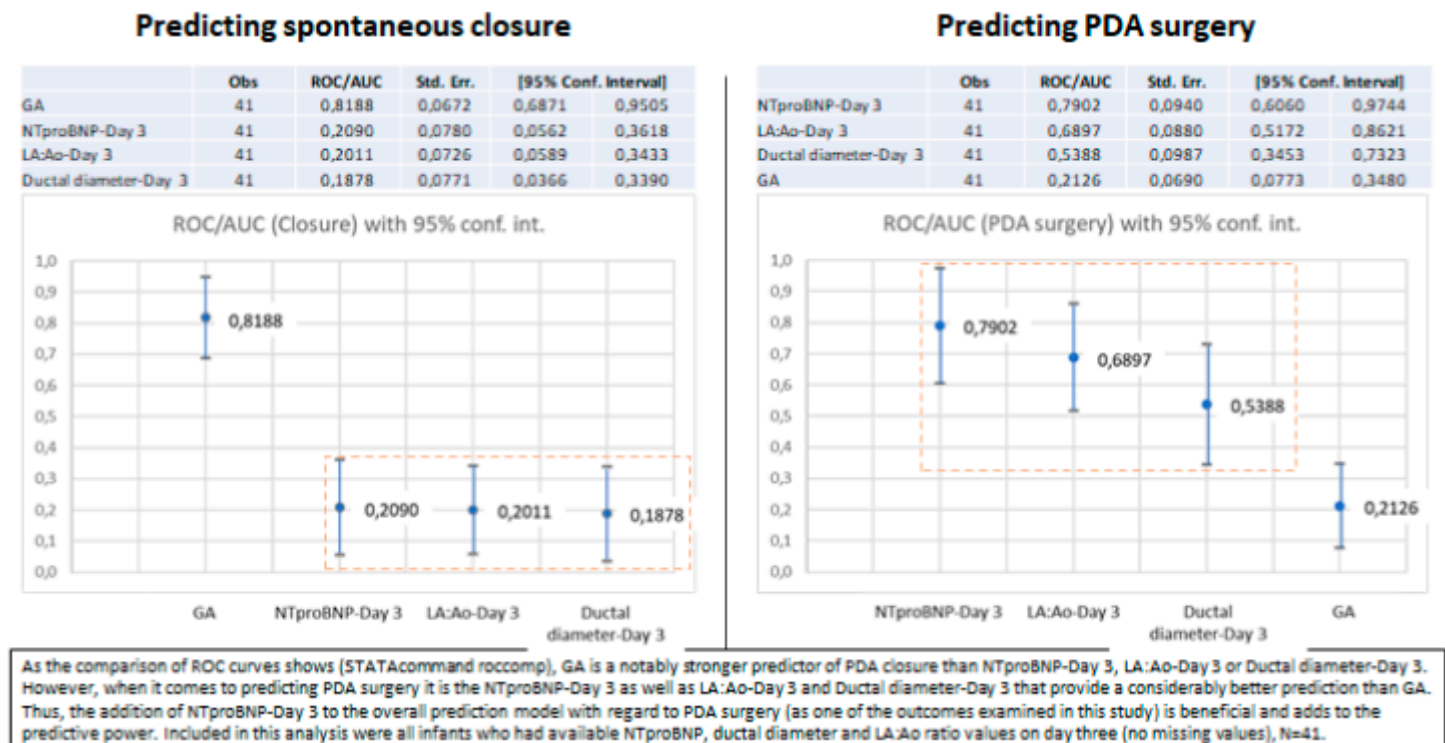 Predicting spontaneous closure
Predicting PDA surgery
Obs ROC/AUC Std. Err. [95% Conf. Interval]
GA 41 0,8188 0,0672 0,6871 0,9505
NTproBNP-Day 3 41 0,2090 0,0780 0,0562 0,3618
LA:Ao-Day 3 41 0,2011 0,0726 0,0589 0,3433
Ductal diameter-Day 3 41 0,1878 0,0771 0,0366 0,3390
Obs ROC/AUC Std. Err. [95% Conf. Interval]
NTproBNP-Day 3 41 0,7902 0,0940 0,6060 0,9744
LA:Ao-Day 3 41 0,6897 0,0880 0,5172 0,8621
Ductal diameter-Day 3 41 0,5388 0,0987 0,3453 0,7323
GA 41 0,2126 0,0690 0,0773 0,3480
ROC/AUC (Closure) with 95% conf. int.
1,0
0,9
0,8
0,7
0,6
0,5
0,4
0,3
0,2
0,1
0,0
0,8188
0,2090
0,2011
0,1878
GA NTproBNP-Day 3 LA:Ao-Day 3 Ductal
diameter-Day 3
ROC/AUC (PDA surgery) with 95% conf. int.
1,0
0,9
0,8
0,7
0,6
0,5
0,4
0,3
0,2
0,1
0,0
0,7902
0,6897
0,5388
0,2126
NTproBNP-Day 3 LA:Ao-Day 3 Ductal GA
diameter-Day 3
As the comparison of ROC curves shows (STATAcommand roccomp), GA is a notably stronger predictor of PDA closure than NTproBNP-Day 3, LA:Ao-Day 3 or Ductal diameter-Day 3.
However, when it comes to predicting PDA surgery it is the NTproBNP-Day 3 as well as LA:Ao-Day 3 and Ductal diameter-Day 3 that provide a considerably better prediction than GA.
Thus, the addition of NTproBNP-Day 3 to the overall prediction model with regard to PDA surgery (as one of the outcomes examined in this study) is beneficial and adds to the
predictive power. Included in this analysis were all infants who had available NTproBNP, ductal diameter and LA:Ao ratio values on day three (no missing values), N=41.